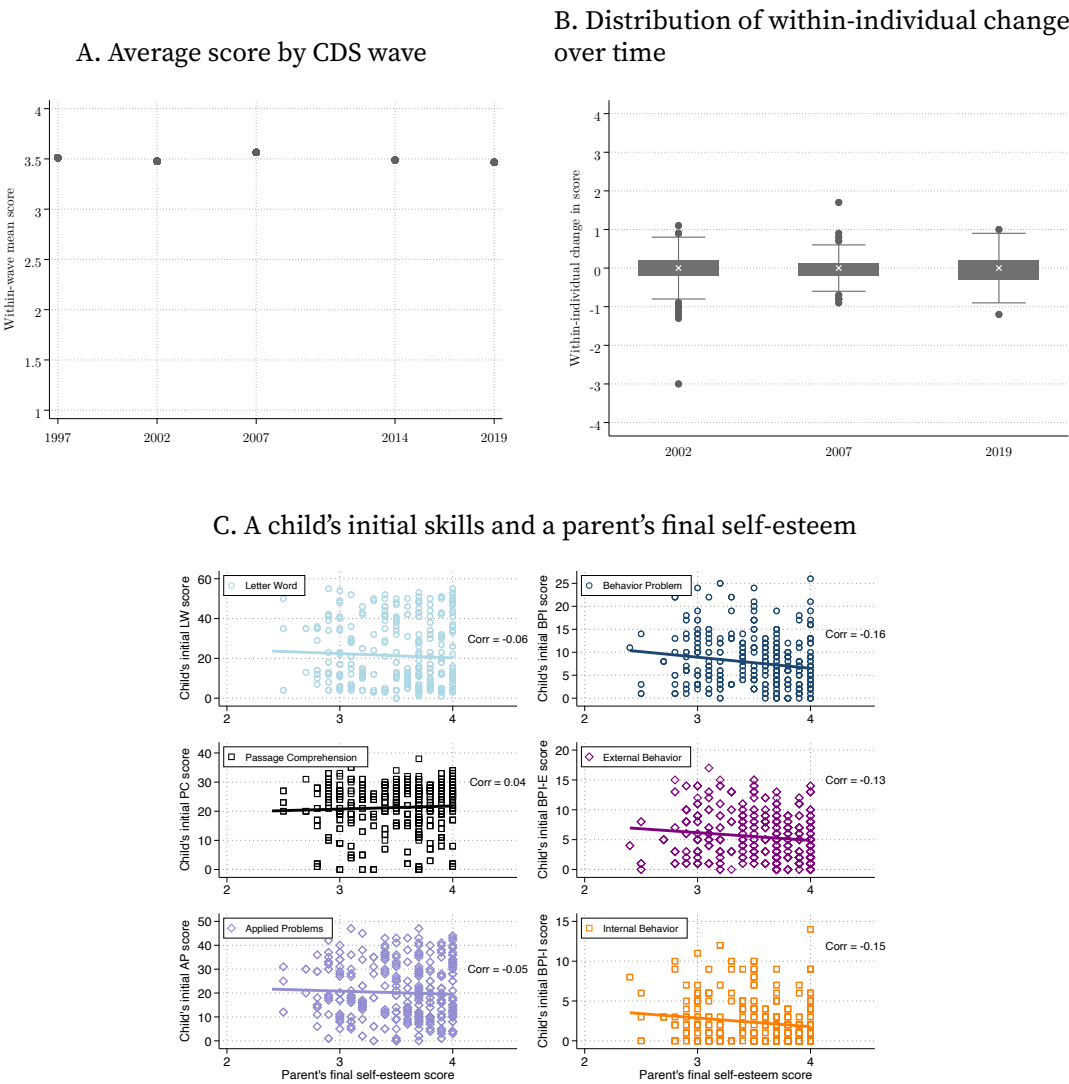 A. Average score by CDS wave
B. Distribution of within-individual change
over time
Within-wave mean score
4
3.5
3
2.5
2
1.5
1
1997 2002 2007 2014 2019
Within-individual change in score
4
3
2
1
0
-1
-2
-3
-4
2002 2007 2019
C. A child's initial skills and a parent's final self-esteem
Child's initial LW score
60
40
20
0
Letter Word
Corr = -0.06
2 3 4
Child's initial BPI score
25
20
15
10
5
0
Behavior Problem
Corr = -0.16
2 3 4
Child's initial PC score
40
30
20
10
0
Passage Comprehension
Corr = 0.04
2 3 4
Child's initial BPI-E score
20
15
10
5
0
External Behavior
Corr = -0.13
2 3 4
Child's initial AP score
50
40
30
20
10
0
Applied Problems
Corr = -0.05
2 3 4
Parent's final self-esteem score
Child's initial BPI-I score
15
10
5
0
Internal Behavior
Corr = -0.15
2 3 4
Parent's final self-esteem score